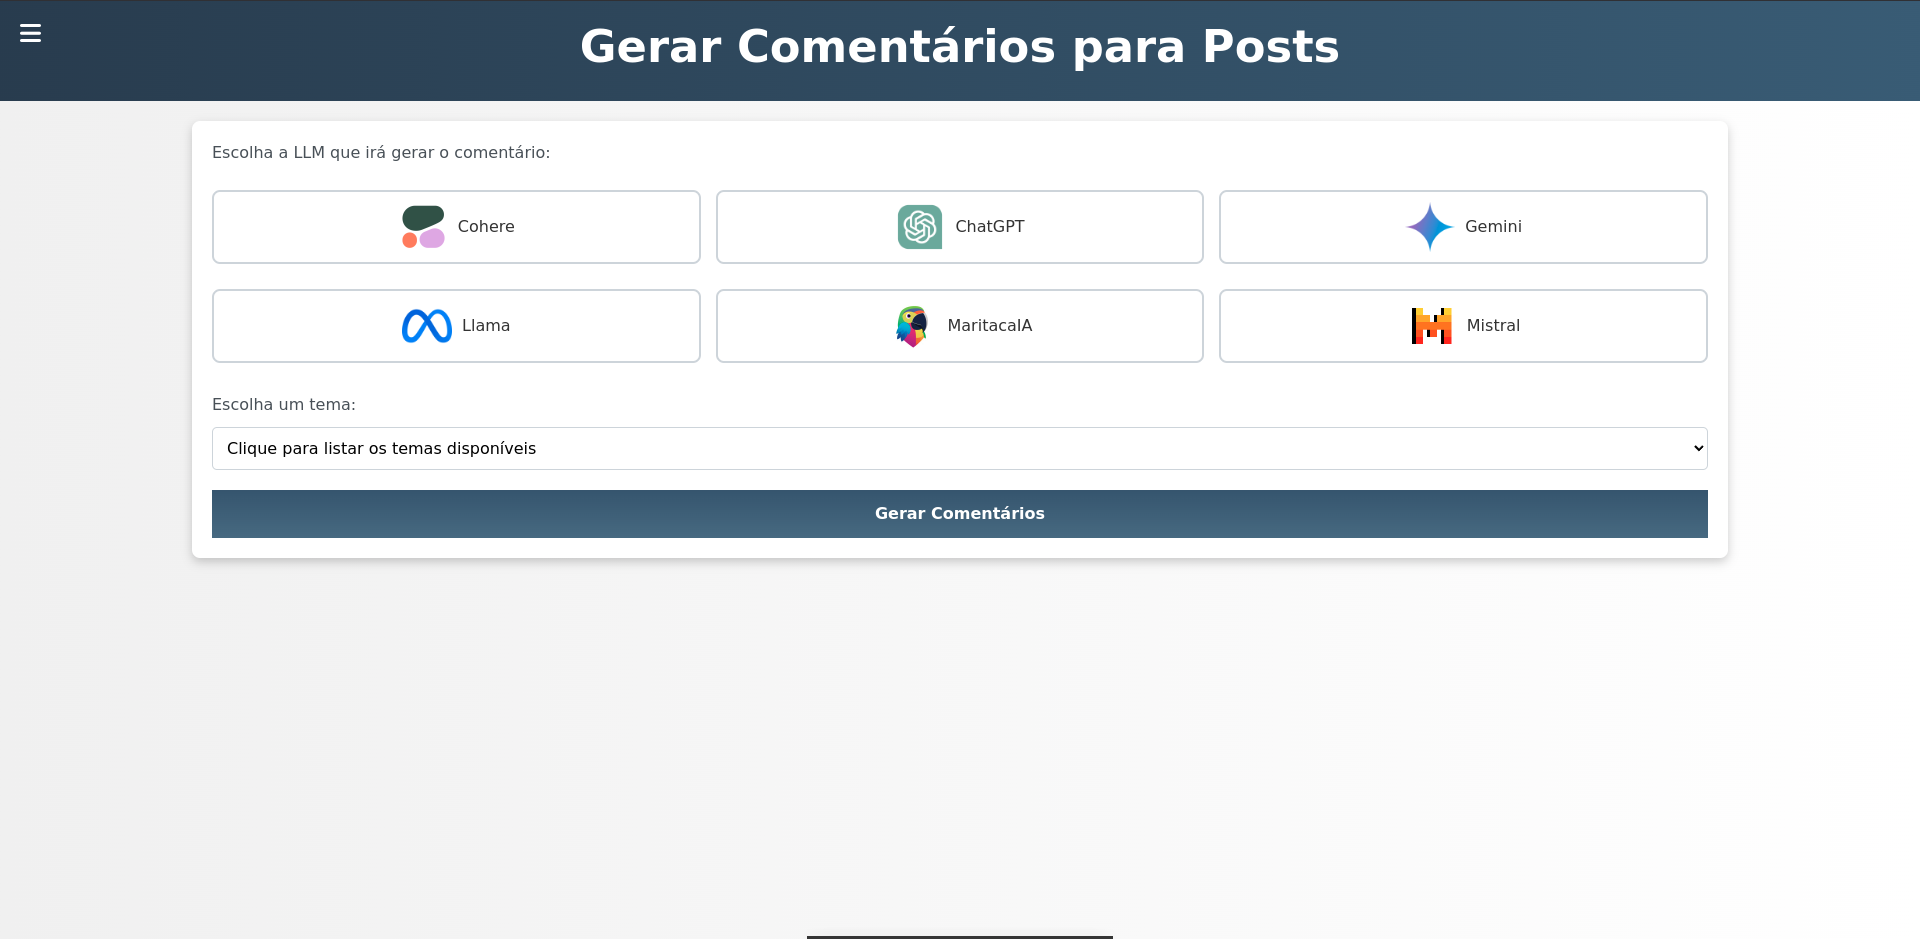 Gerar Comentários para Posts
Escolha a LLM que irá gerar o comentário:
Cohere
ChatGPT
Gemini
Llama
MaritacaIA
Mistral
Escolha um tema:
Clique para listar os temas disponíveis
Gerar Comentários